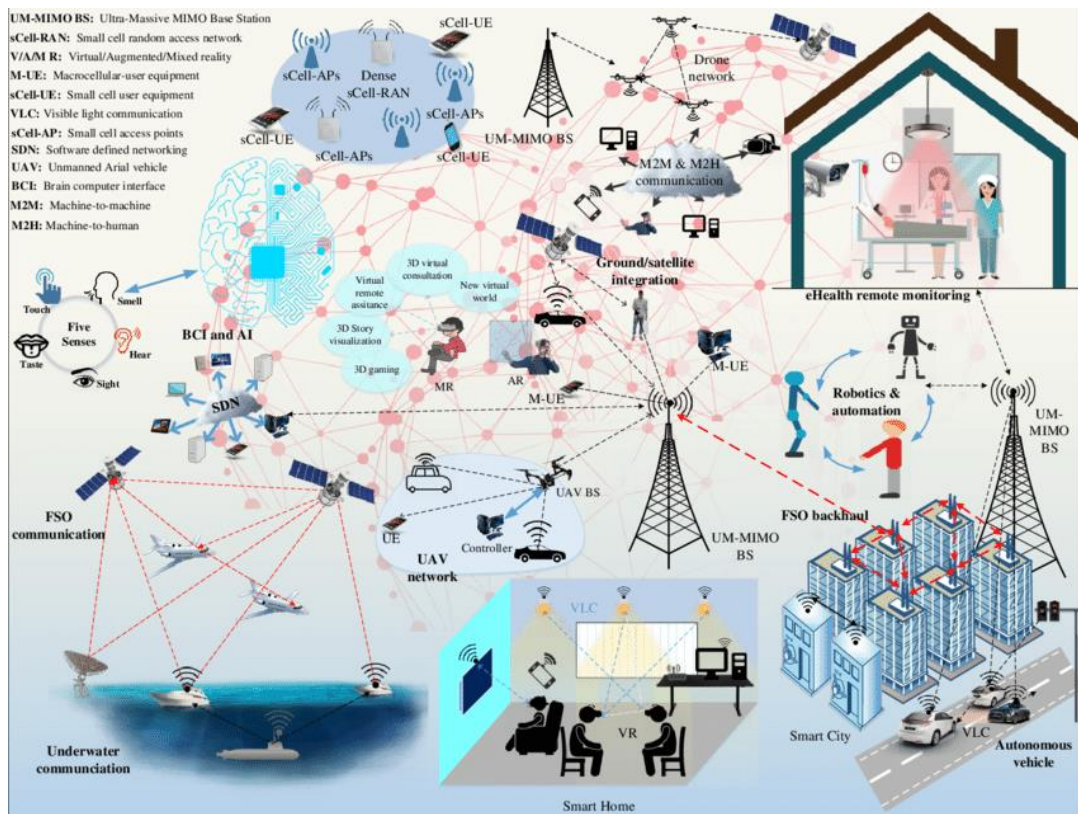 UM-MIMO BS: Ultra-Massive MIMO Base Station
sCell-RAN: Small cell random access network
V/A/M R: Virtual/Augmented/Mixed reality
M-UE: Macrocellular-user equipment
sCell-UE: Small cell user equipment
VLC: Visible light communication
sCell-AP: Small cell access points
SDN: Software defined networking
UAV: Unmanned Arial vehicle
BCI: Brain computer interface
M2M: Machine-to-machine
M2H: Machine-to-human
sCell-UE
sCell-APs
Dense
sCell-RAN
sCell-APs
sCell-UE
sCell-APs
sCell-UE
UM-MIMO BS
Drone
network
M2M & M2H
communication
eHealth remote monitoring
Touch
Smell
Five
Senses
Hear
Taste
Sight
BCI and AI
SDN
3D virtual
consultation
Virtual
remote
assitance
New virtual
world
3D Story
visualization
3D gaming
MR
AR
Ground/satellite
integration
M-UE
M-UE
Robotics &
automation
UM-
MIMO
BS
FSO
communication
UAV BS
UE
Controller
UAV
network
UM-MIMO
BS
FSO backhaul
Underwater
communciation
VLC
VR
Smart Home
Smart City
VLC
Autonomous
vehicle